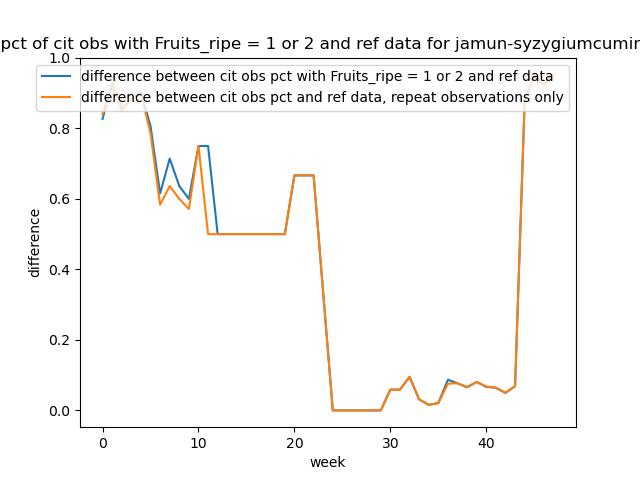 pct of cit obs with Fruits_ripe = 1 or 2 and ref data for jamun-syzygiumcumin
difference between cit obs pct with Fruits_ripe = 1 or 2 and ref data
difference between cit obs pct and ref data, repeat observations only
1.0
0.8
0.6
0.4
0.2
0.0
difference
0 10 20 30 40
week